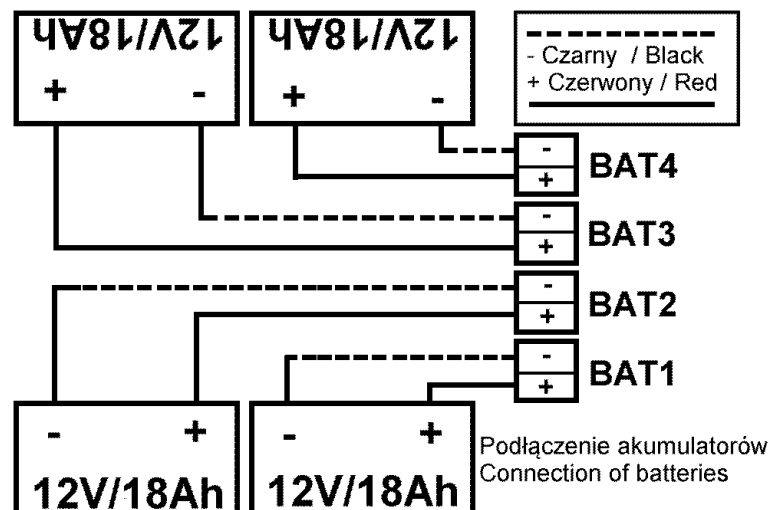 12V/18Ah
12V/18Ah
+ -
+ -
- Czarny / Black
+ Czerwony / Red
-
+
BAT4
-
+
BAT3
-
+
BAT2
-
+
BAT1
- +
- +
12V/18Ah
12V/18Ah
Podłączenie akumulatorów
Connection of batteries